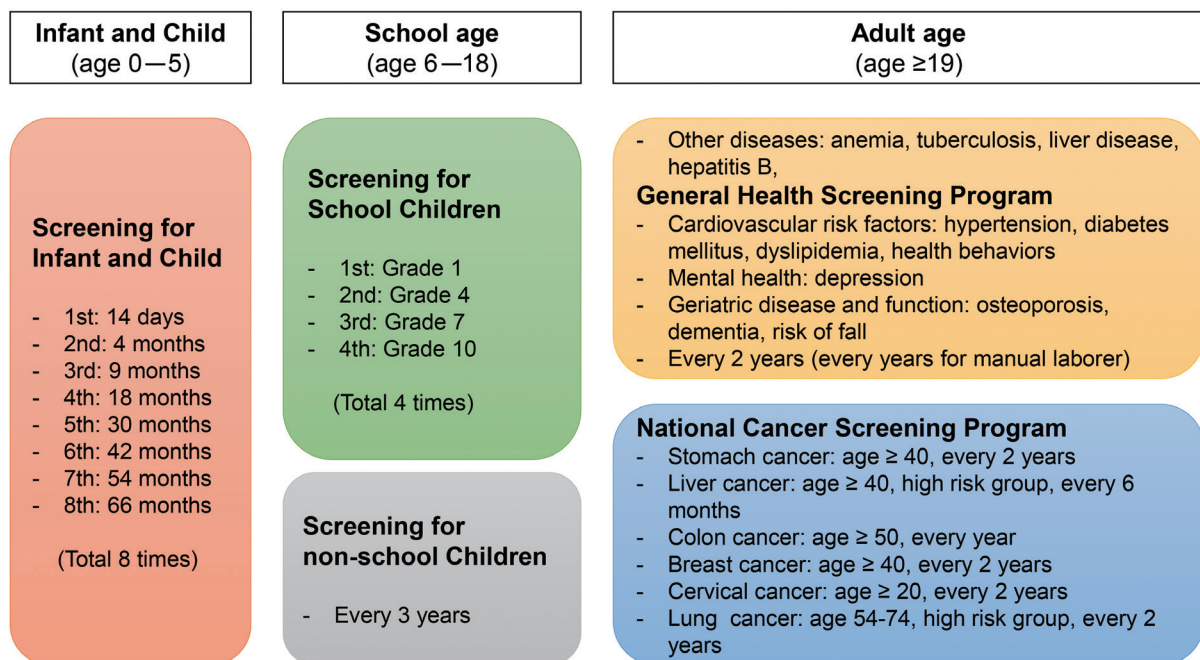 Infant and Child
(age 0—5)
Screening for
Infant and Child
- 1st: 14 days
- 2nd: 4 months
- 3rd: 9 months
- 4th: 18 months
- 5th: 30 months
- 6th: 42 months
- 7th: 54 months
- 8th: 66 months
(Total 8 times)
School age
(age 6—18)
Screening for
School Children
- 1st: Grade 1
- 2nd: Grade 4
- 3rd: Grade 7
- 4th: Grade 10
(Total 4 times)
Screening for
non-school Children
- Every 3 years
Adult age
(age ≥19)
- Other diseases: anemia, tuberculosis, liver disease,
hepatitis B,
General Health Screening Program
- Cardiovascular risk factors: hypertension, diabetes
mellitus, dyslipidemia, health behaviors
- Mental health: depression
- Geriatric disease and function: osteoporosis,
dementia, risk of fall
- Every 2 years (every years for manual laborer)
National Cancer Screening Program
- Stomach cancer: age ≥ 40, every 2 years
- Liver cancer: age ≥ 40, high risk group, every 6
months
- Colon cancer: age ≥ 50, every year
- Breast cancer: age ≥ 40, every 2 years
- Cervical cancer: age ≥ 20, every 2 years
- Lung cancer: age 54-74, high risk group, every 2
years